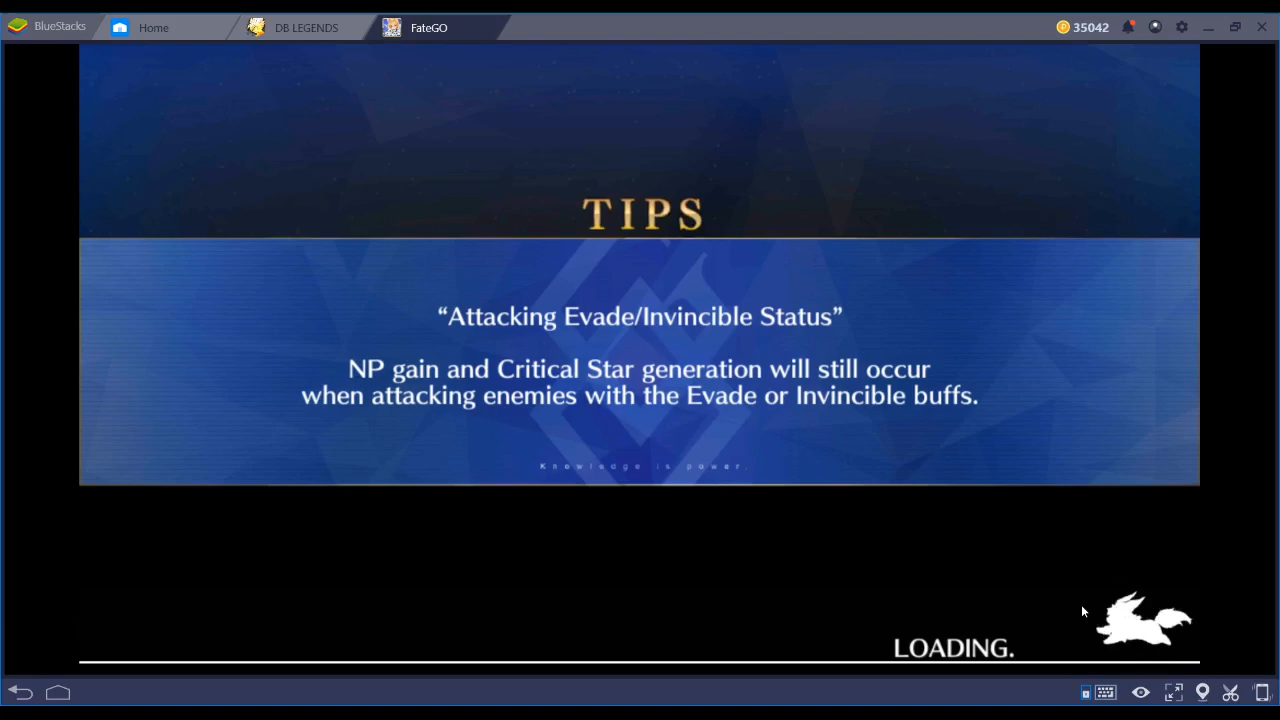 BlueStacks
Home
DB LEGENDS
FateGO
35042
TIPS
“Attacking Evade/Invincible Status”
NP gain and Critical Star generation will still occur
when attacking enemies with the Evade or Invincible buffs.
Knowledge is power.
LOADING.